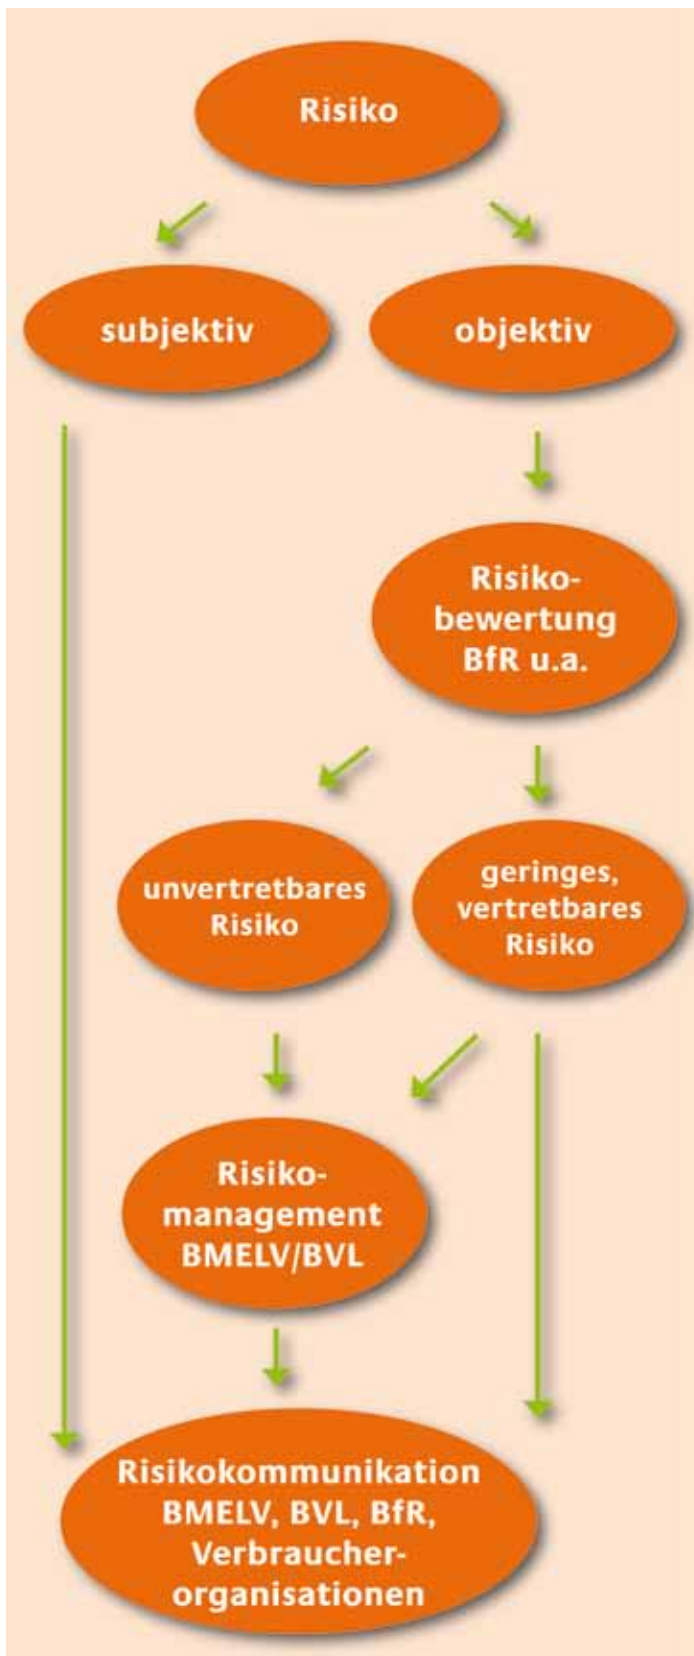 Risiko
subjektiv
objektiv
Risiko-
bewertung
BfR u.a.
unvertretbares
Risiko
geringes,
vertretbares
Risiko
Risiko-
management
BMELV/BVL
Risikokommunikation
BMELV, BVL, BfR,
Verbraucher-
organisationen